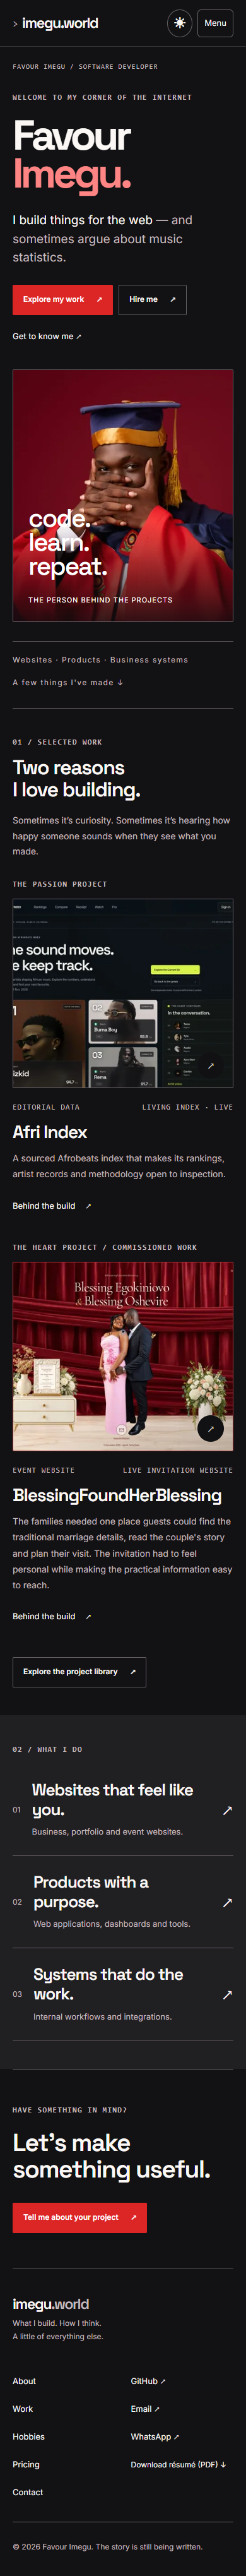 > imegu.world
Menu
FAVOUR IMEGU / SOFTWARE DEVELOPER
WELCOME TO MY CORNER OF THE INTERNET
Favour
Imegu.
I build things for the web — and
sometimes argue about music
statistics.
Explore my work ↗
Hire me ↗
Get to know me ↗
code.
learn.
repeat.
THE PERSON BEHIND THE PROJECTS
Websites · Products · Business systems
A few things I've made ↓
01 / SELECTED WORK
Two reasons
I love building.
Sometimes it's curiosity. Sometimes it's hearing how
happy someone sounds when they see what you
made.
THE PASSION PROJECT
Rankings Compare
ne sound moves.
e keep track.
In the conversation.
03
Burna Boy
Wizkid
Rema
↗
EDITORIAL DATA
LIVING INDEX · LIVE
Afri Index
A sourced Afrobeats index that makes its rankings,
artist records and methodology open to inspection.
Behind the build ↗
THE HEART PROJECT / COMMISSIONED WORK
Blessing Egokiniovo
& Blessing Oshevire
↗
EVENT WEBSITE
LIVE INVITATION WEBSITE
BlessingFoundHerBlessing
The families needed one place guests could find the
traditional marriage details, read the couple's story
and plan their visit. The invitation had to feel
personal while making the practical information easy
to reach.
Behind the build ↗
Explore the project library ↗
02 / WHAT I DO
01
Websites that feel like
you.
Business, portfolio and event websites.
↗
02
Products with a
purpose.
Web applications, dashboards and tools.
↗
03
Systems that do the
work.
Internal workflows and integrations.
↗
HAVE SOMETHING IN MIND?
Let's make
something useful.
Tell me about your project ↗
imegu.world
What I build. How I think.
A little of everything else.
About
GitHub ↗
Work
Email ↗
Hobbies
WhatsApp ↗
Pricing
Download résumé (PDF) ↓
Contact
© 2026 Favour Imegu. The story is still being written.